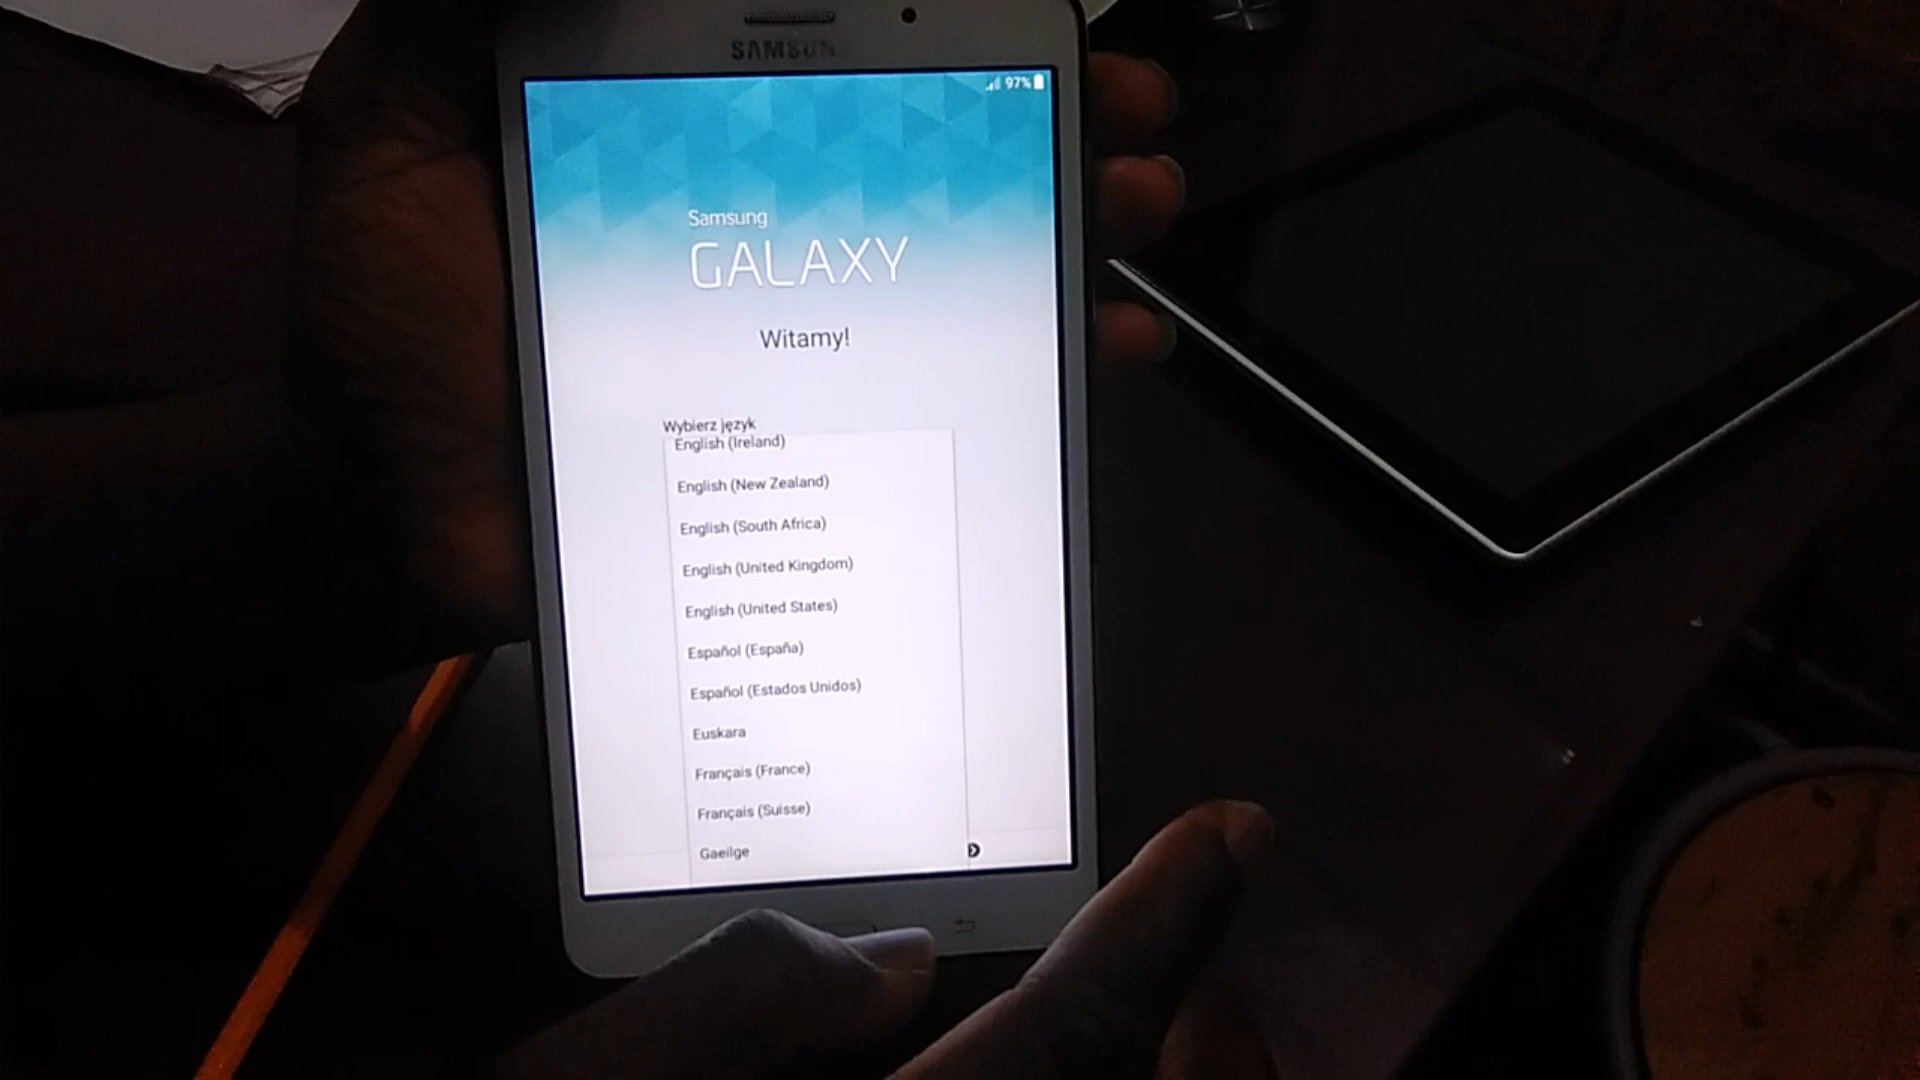 SAMSUNG
97%
Samsung
GALAXY
Witamy!
Wybierz język
English (Ireland)
English (New Zealand)
English (South Africa)
English (United Kingdom)
English (United States)
Español (España)
Español (Estados Unidos)
Euskara
Français (France)
Français (Suisse)
Gaeilge